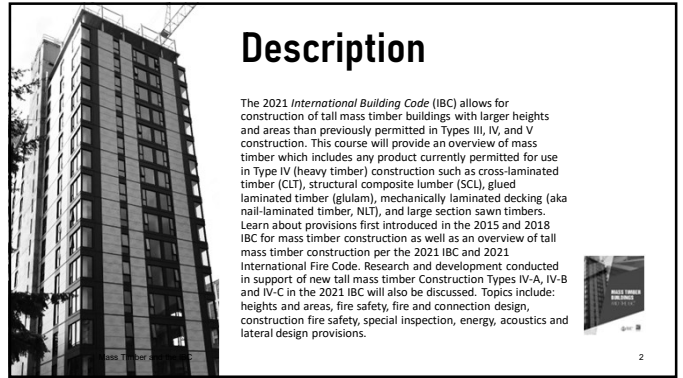 Description
The 2021 International Building Code (IBC) allows for
construction of tall mass timber buildings with larger heights
and areas than previously permitted in Types III, IV, and V
construction. This course will provide an overview of mass
timber which includes any product currently permitted for use
in Type IV (heavy timber) construction such as cross-laminated
timber (CLT), structural composite lumber (SCL), glued
laminated timber (glulam), mechanically laminated decking (aka
nail-laminated timber, NLT), and large section sawn timbers.
Learn about provisions first introduced in the 2015 and 2018
IBC for mass timber construction as well as an overview of tall
mass timber construction per the 2021 IBC and 2021
International Fire Code. Research and development conducted
in support of new tall mass timber Construction Types IV-A, IV-B
and IV-C in the 2021 IBC will also be discussed. Topics include:
heights and areas, fire safety, fire and connection design,
construction fire safety, special inspection, energy, acoustics and
lateral design provisions.
MASS TIMBER
BUILDINGS
Mass Timber and the IBC
2